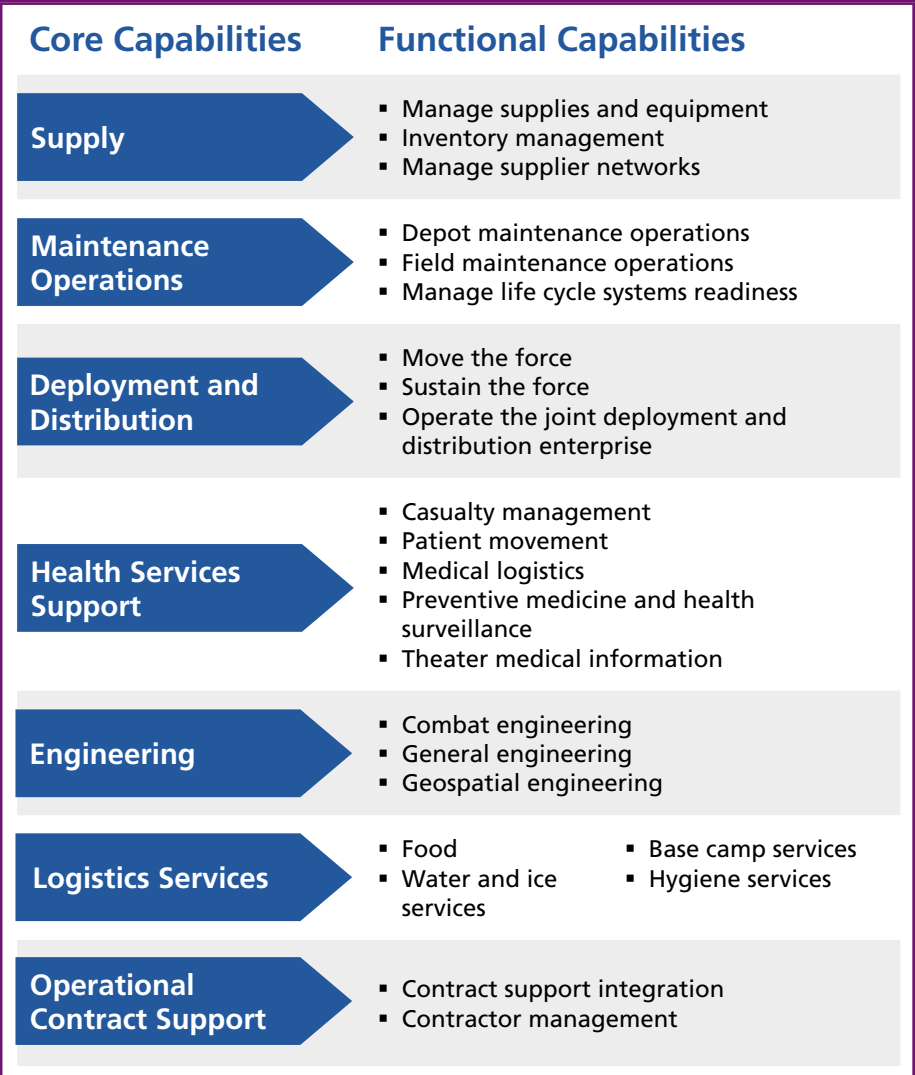 Core Capabilities
Functional Capabilities
Supply
▪ Manage supplies and equipment
▪ Inventory management
▪ Manage supplier networks
Maintenance
Operations
▪ Depot maintenance operations
▪ Field maintenance operations
▪ Manage life cycle systems readiness
Deployment and
Distribution
▪ Move the force
▪ Sustain the force
▪ Operate the joint deployment and
distribution enterprise
Health Services
Support
▪ Casualty management
▪ Patient movement
▪ Medical logistics
▪ Preventive medicine and health
surveillance
▪ Theater medical information
Engineering
▪ Combat engineering
▪ General engineering
▪ Geospatial engineering
Logistics Services
▪ Food
▪ Water and ice
services
▪ Base camp services
▪ Hygiene services
Operational
Contract Support
▪ Contract support integration
▪ Contractor management